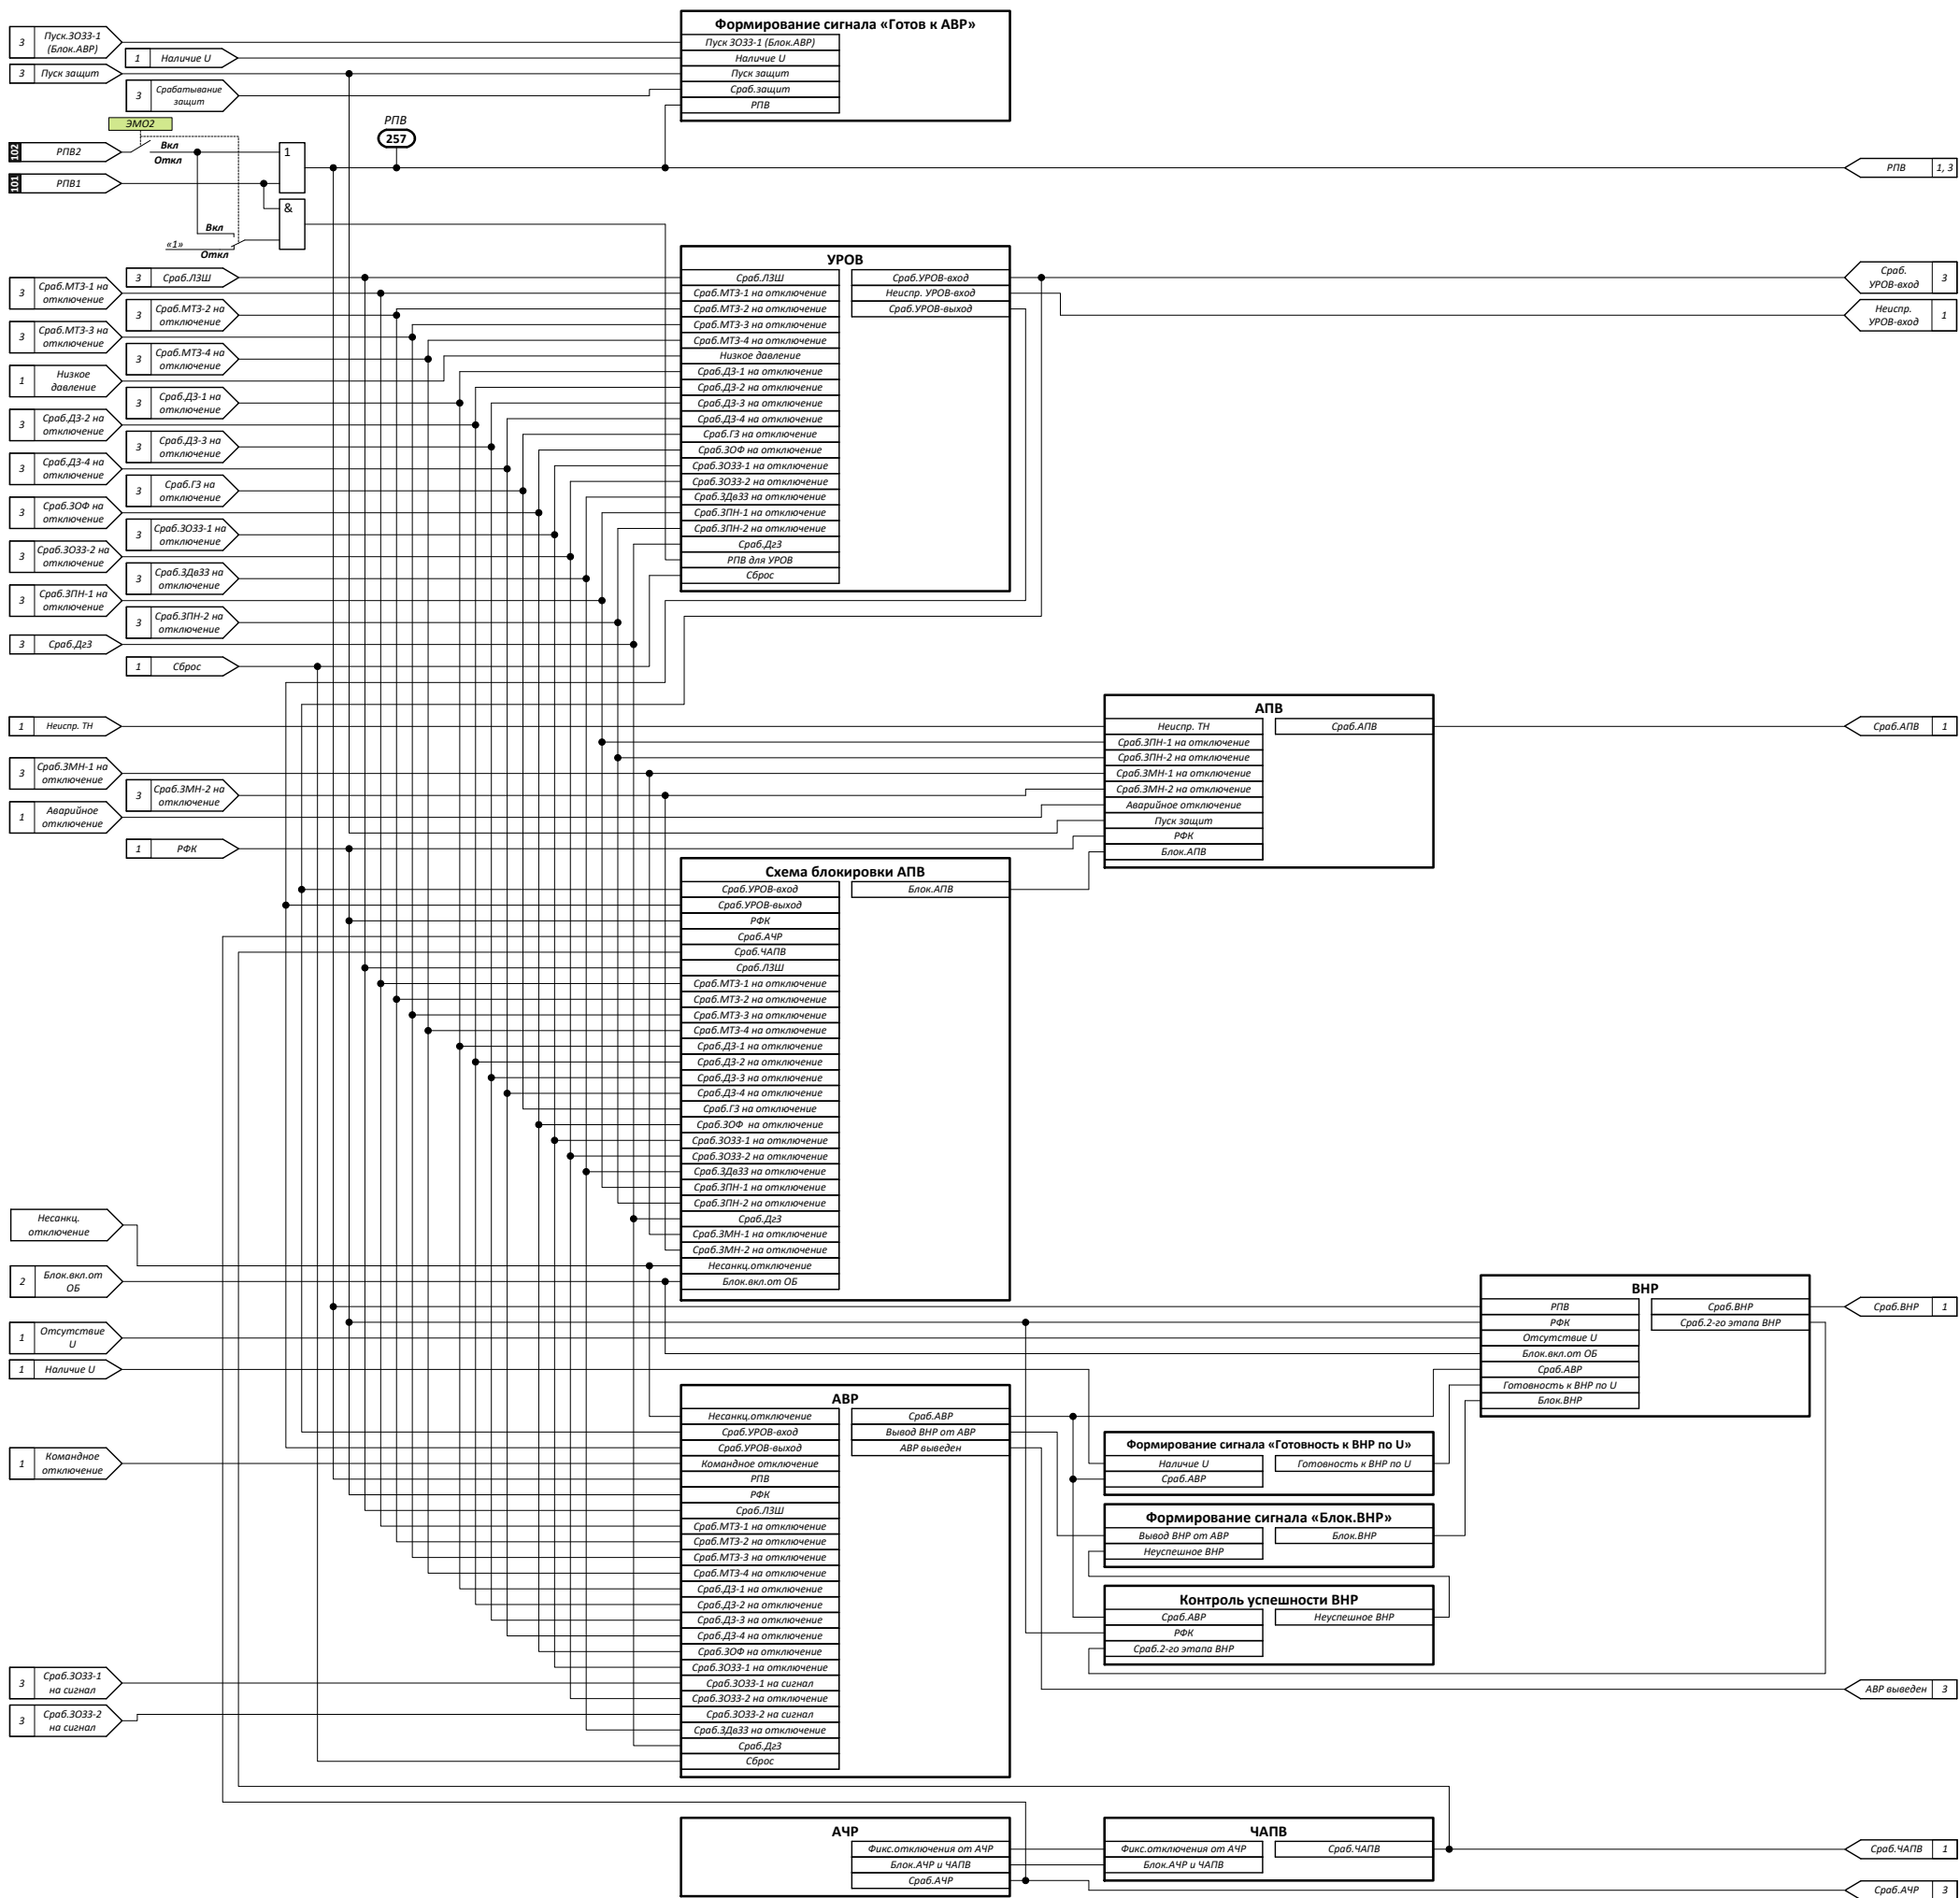 Формирование сигнала «Готов к АВР»
Пуск ЗОЗЗ-1 (Блок.АВР)
Наличие U
Пуск защит
Сраб.защит
РПВ
3
Пуск.ЗОЗЗ-1
(Блок.АВР)
1
Наличие U
3
Пуск защит
3
Срабатывание
защит
ЭМО2
102
РПВ2
Вкл
Откл
101
РПВ1
1
&
Вкл
«1»
Откл
РПВ
257
РПВ
1, 3
3
Сраб.ЛЗШ
3
Сраб.МТЗ-1 на
отключение
3
Сраб.МТЗ-2 на
отключение
3
Сраб.МТЗ-3 на
отключение
3
Сраб.МТЗ-4 на
отключение
1
Низкое
давление
3
Сраб.ДЗ-1 на
отключение
3
Сраб.ДЗ-2 на
отключение
3
Сраб.ДЗ-3 на
отключение
3
Сраб.ДЗ-4 на
отключение
3
Сраб.ГЗ на
отключение
3
Сраб.ЗОФ на
отключение
3
Сраб.ЗОЗЗ-1 на
отключение
3
Сраб.ЗОЗЗ-2 на
отключение
3
Сраб.ЗДвЗЗ на
отключение
3
Сраб.ЗПН-1 на
отключение
3
Сраб.ЗПН-2 на
отключение
3
Сраб.ДгЗ
1
Сброс
УРОВ
Сраб.ЛЗШ
Сраб.МТЗ-1 на отключение
Сраб.МТЗ-2 на отключение
Сраб.МТЗ-3 на отключение
Сраб.МТЗ-4 на отключение
Низкое давление
Сраб.ДЗ-1 на отключение
Сраб.ДЗ-2 на отключение
Сраб.ДЗ-3 на отключение
Сраб.ДЗ-4 на отключение
Сраб.ГЗ на отключение
Сраб.ЗОФ на отключение
Сраб.ЗОЗЗ-1 на отключение
Сраб.ЗОЗЗ-2 на отключение
Сраб.ЗДвЗЗ на отключение
Сраб.ЗПН-1 на отключение
Сраб.ЗПН-2 на отключение
Сраб.ДгЗ
РПВ для УРОВ
Сброс
Сраб.УРОВ-вход
Неиспр. УРОВ-вход
Сраб.УРОВ-выход
Сраб.
УРОВ-вход
3
Неиспр.
УРОВ-вход
1
1
Неиспр. ТН
3
Сраб.ЗМН-1 на
отключение
3
Сраб.ЗМН-2 на
отключение
1
Аварийное
отключение
1
РФК
АПВ
Неиспр. ТН
Сраб.ЗПН-1 на отключение
Сраб.ЗПН-2 на отключение
Сраб.ЗМН-1 на отключение
Сраб.ЗМН-2 на отключение
Аварийное отключение
Пуск защит
РФК
Блок.АПВ
Сраб.АПВ
Сраб.АПВ
1
Схема блокировки АПВ
Сраб.УРОВ-вход
Сраб.УРОВ-выход
РФК
Сраб.АЧР
Сраб.ЧАПВ
Сраб.ЛЗШ
Сраб.МТЗ-1 на отключение
Сраб.МТЗ-2 на отключение
Сраб.МТЗ-3 на отключение
Сраб.МТЗ-4 на отключение
Сраб.ДЗ-1 на отключение
Сраб.ДЗ-2 на отключение
Сраб.ДЗ-3 на отключение
Сраб.ДЗ-4 на отключение
Сраб.ГЗ на отключение
Сраб.ЗОФ на отключение
Сраб.ЗОЗЗ-1 на отключение
Сраб.ЗОЗЗ-2 на отключение
Сраб.ЗДвЗЗ на отключение
Сраб.ЗПН-1 на отключение
Сраб.ЗПН-2 на отключение
Сраб.ДгЗ
Сраб.ЗМН-1 на отключение
Сраб.ЗМН-2 на отключение
Несанкц.отключение
Блок.вкл.от ОБ
Блок.АПВ
Несанкц.
отключение
2
Блок.вкл.от
ОБ
1
Отсутствие
U
1
Наличие U
1
Командное
отключение
3
Сраб.ЗОЗЗ-1
на сигнал
3
Сраб.ЗОЗЗ-2
на сигнал
ВНР
РПВ
РФК
Отсутствие U
Блок.вкл.от ОБ
Сраб.АВР
Готовность к ВНР по U
Блок.ВНР
Сраб.ВНР
Сраб.2-го этапа ВНР
Сраб.ВНР
1
АВР
Несанкц.отключение
Сраб.УРОВ-вход
Сраб.УРОВ-выход
Командное отключение
РПВ
РФК
Сраб.ЛЗШ
Сраб.МТЗ-1 на отключение
Сраб.МТЗ-2 на отключение
Сраб.МТЗ-3 на отключение
Сраб.МТЗ-4 на отключение
Сраб.ДЗ-1 на отключение
Сраб.ДЗ-2 на отключение
Сраб.ДЗ-3 на отключение
Сраб.ДЗ-4 на отключение
Сраб.ЗОФ на отключение
Сраб.ЗОЗЗ-1 на отключение
Сраб.ЗОЗЗ-1 на сигнал
Сраб.ЗОЗЗ-2 на отключение
Сраб.ЗОЗЗ-2 на сигнал
Сраб.ЗДвЗЗ на отключение
Сраб.ДгЗ
Сброс
Сраб.АВР
Вывод ВНР от АВР
АВР выведен
Формирование сигнала «Готовность к ВНР по U»
Наличие U
Сраб.АВР
Готовность к ВНР по U
Формирование сигнала «Блок.ВНР»
Вывод ВНР от АВР
Неуспешное ВНР
Блок.ВНР
Контроль успешности ВНР
Сраб.АВР
РФК
Сраб.2-го этапа ВНР
Неуспешное ВНР
АВР выведен
3
АЧР
Фикс.отключения от АЧР
Блок.АЧР и ЧАПВ
Сраб.АЧР
ЧАПВ
Фикс.отключения от АЧР
Блок.АЧР и ЧАПВ
Сраб.ЧАПВ
Сраб.ЧАПВ
1
Сраб.АЧР
3